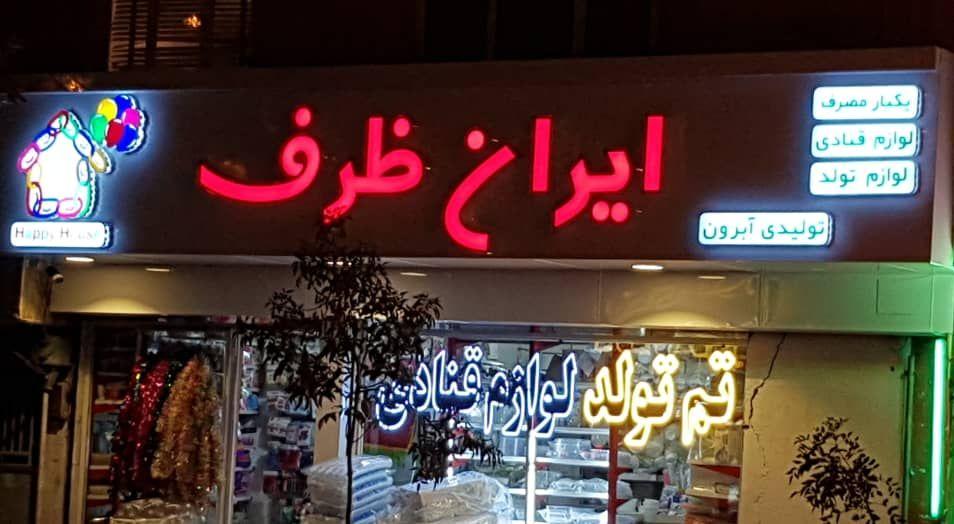 ایران ظرف
یکبار مصرف
لوازم قنادی
لوازم تولد
تولیدی آبرون
Happy House
تم تولد لوازم قنادی